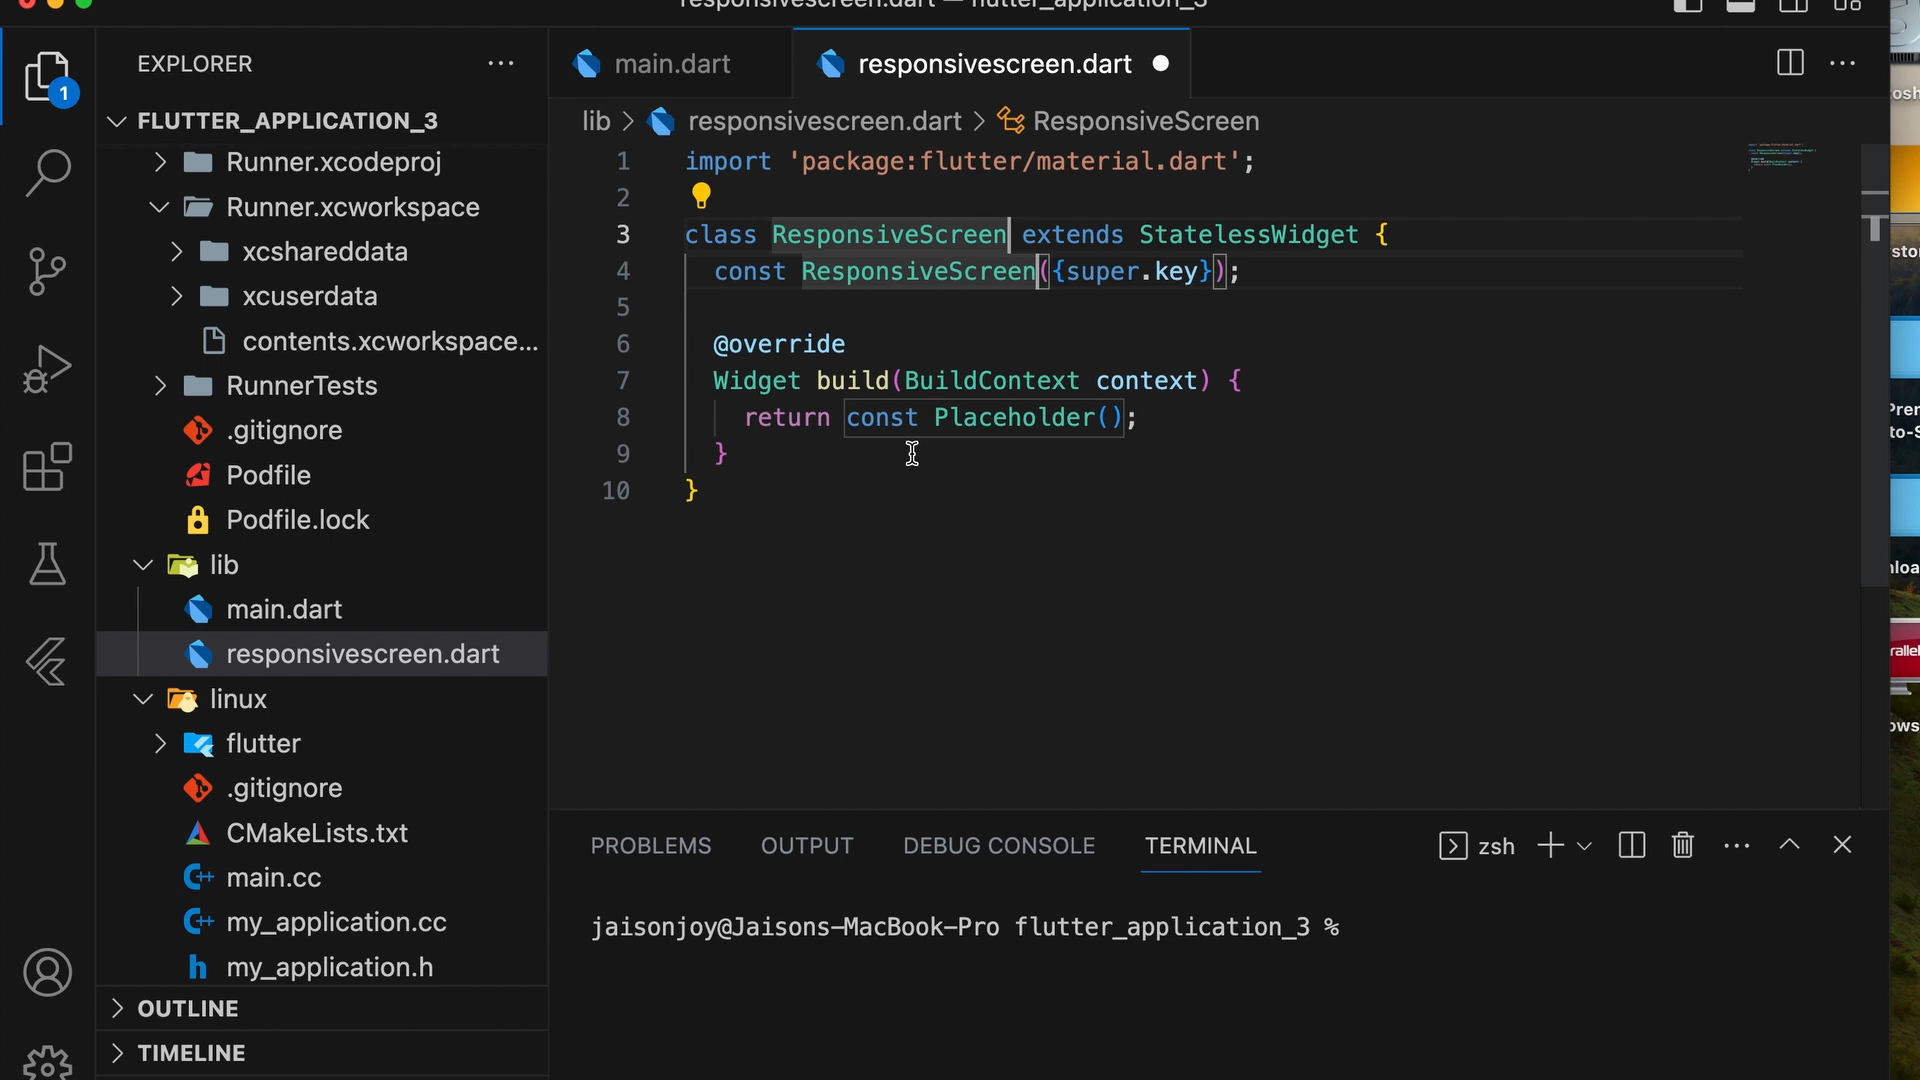 responsivescreen.dart — flutter_application_3
EXPLORER
FLUTTER_APPLICATION_3
Runner.xcodeproj
Runner.xcworkspace
xcshareddata
xcuserdata
contents.xcworkspace...
RunnerTests
.gitignore
Podfile
Podfile.lock
lib
main.dart
responsivescreen.dart
linux
flutter
.gitignore
CMakeLists.txt
main.cc
my_application.cc
my_application.h
OUTLINE
TIMELINE
1
main.dart
responsivescreen.dart
lib > responsivescreen.dart > ResponsiveScreen
1 import 'package:flutter/material.dart';
2
3 class ResponsiveScreen extends StatelessWidget {
4 const ResponsiveScreen({super.key});
5
6 @override
7 Widget build(BuildContext context) {
8 return const Placeholder();
9 }
10 }
PROBLEMS OUTPUT DEBUG CONSOLE TERMINAL
zsh
jaisonjoy@Jaisons-MacBook-Pro flutter_application_3 %